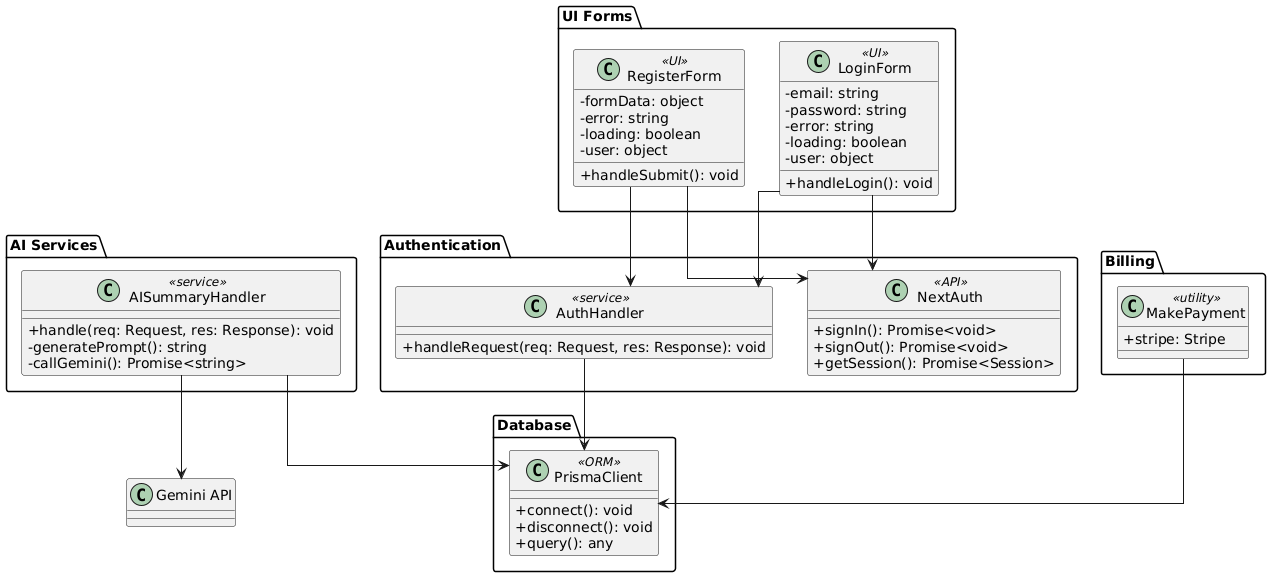 UI Forms
C
«UI»
RegisterForm
-formData: object
-error: string
-loading: boolean
-user: object
+handleSubmit(): void
C
«UI»
LoginForm
-email: string
-password: string
-error: string
-loading: boolean
-user: object
+handleLogin(): void
AI Services
C
«service»
AISummaryHandler
+handle(req: Request, res: Response): void
-generatePrompt(): string
-callGemini(): Promise<string>
Authentication
C
«service»
AuthHandler
+handleRequest(req: Request, res: Response): void
C
«API»
NextAuth
+signIn(): Promise<void>
+signOut(): Promise<void>
+getSession(): Promise<Session>
Billing
C
«utility»
MakePayment
+stripe: Stripe
C
Gemini API
Database
C
«ORM»
PrismaClient
+connect(): void
+disconnect(): void
+query(): any